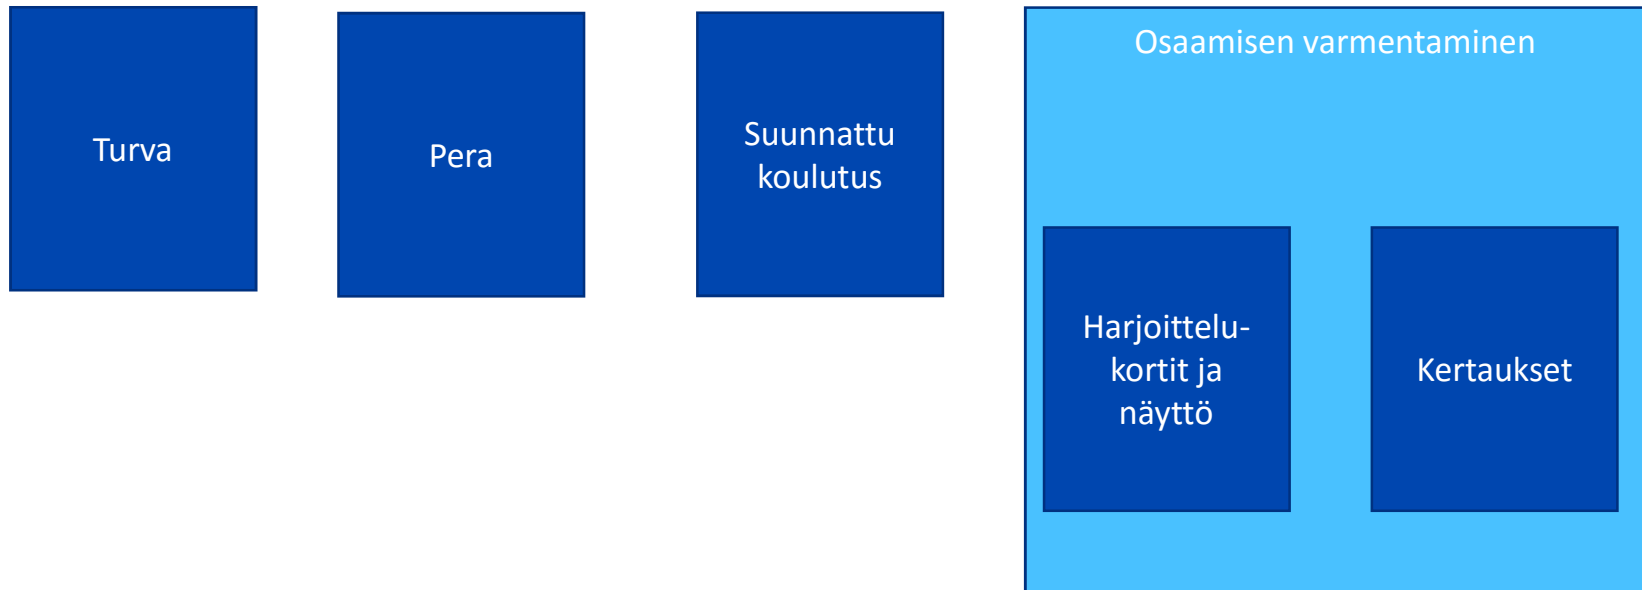 Turva
Pera
Suunnattu
koulutus
Osaamisen varmentaminen
Harjoittelu-
kortit ja
näyttö
Kertaukset